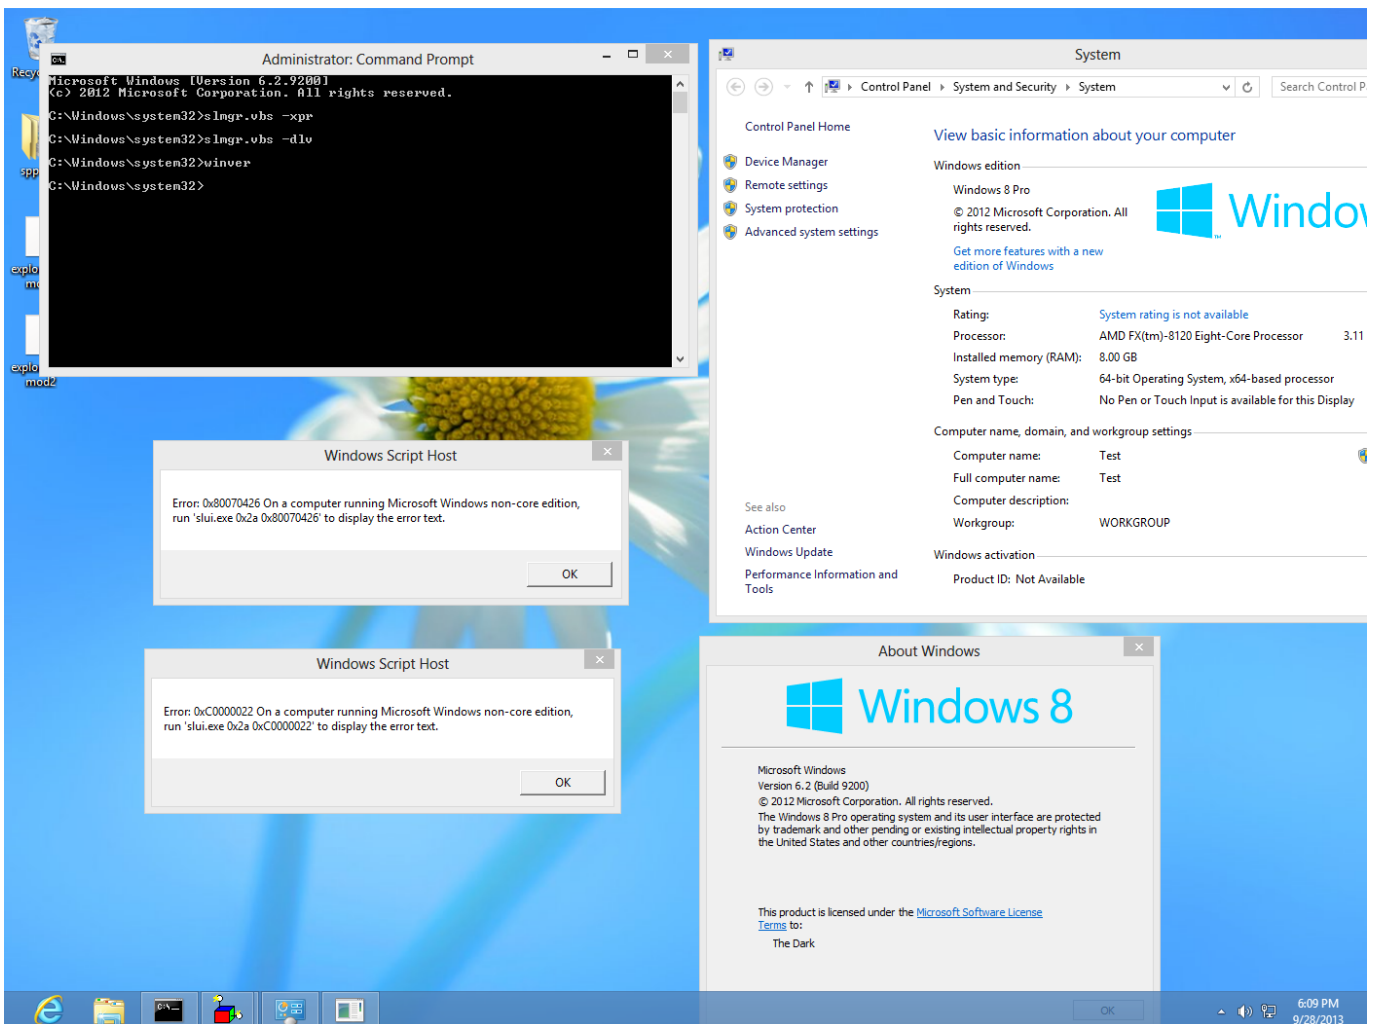 Administrator: Command Prompt
Microsoft Windows [Version 6.2.9200]
(c) 2012 Microsoft Corporation. All rights reserved.
C:\Windows\system32>slmgr.vbs -xpr
C:\Windows\system32>slmgr.vbs -dlv
C:\Windows\system32>winver
C:\Windows\system32>
Recy
spp
explo
mo
explo
mod2
System
Control Panel
System and Security
System
Search Control P
Control Panel Home
Device Manager
Remote settings
System protection
Advanced system settings
See also
Action Center
Windows Update
Performance Information and
Tools
View basic information about your computer
Windows edition
Windows 8 Pro
© 2012 Microsoft Corporation. All
rights reserved.
Get more features with a new
edition of Windows
Window
System
Rating: System rating is not available
Processor: AMD FX(tm)-8120 Eight-Core Processor 3.11
Installed memory (RAM): 8.00 GB
System type: 64-bit Operating System, x64-based processor
Pen and Touch: No Pen or Touch Input is available for this Display
Computer name, domain, and workgroup settings
Computer name: Test
Full computer name: Test
Computer description:
Workgroup: WORKGROUP
Windows activation
Product ID: Not Available
Windows Script Host
Error: 0x80070426 On a computer running Microsoft Windows non-core edition,
run 'slui.exe 0x2a 0x80070426' to display the error text.
OK
Windows Script Host
Error: 0xC0000022 On a computer running Microsoft Windows non-core edition,
run 'slui.exe 0x2a 0xC0000022' to display the error text.
OK
About Windows
Windows 8
Microsoft Windows
Version 6.2 (Build 9200)
© 2012 Microsoft Corporation. All rights reserved.
The Windows 8 Pro operating system and its user interface are protected
by trademark and other pending or existing intellectual property rights in
the United States and other countries/regions.
This product is licensed under the Microsoft Software License
Terms to:
The Dark
OK
6:09 PM
9/28/2013